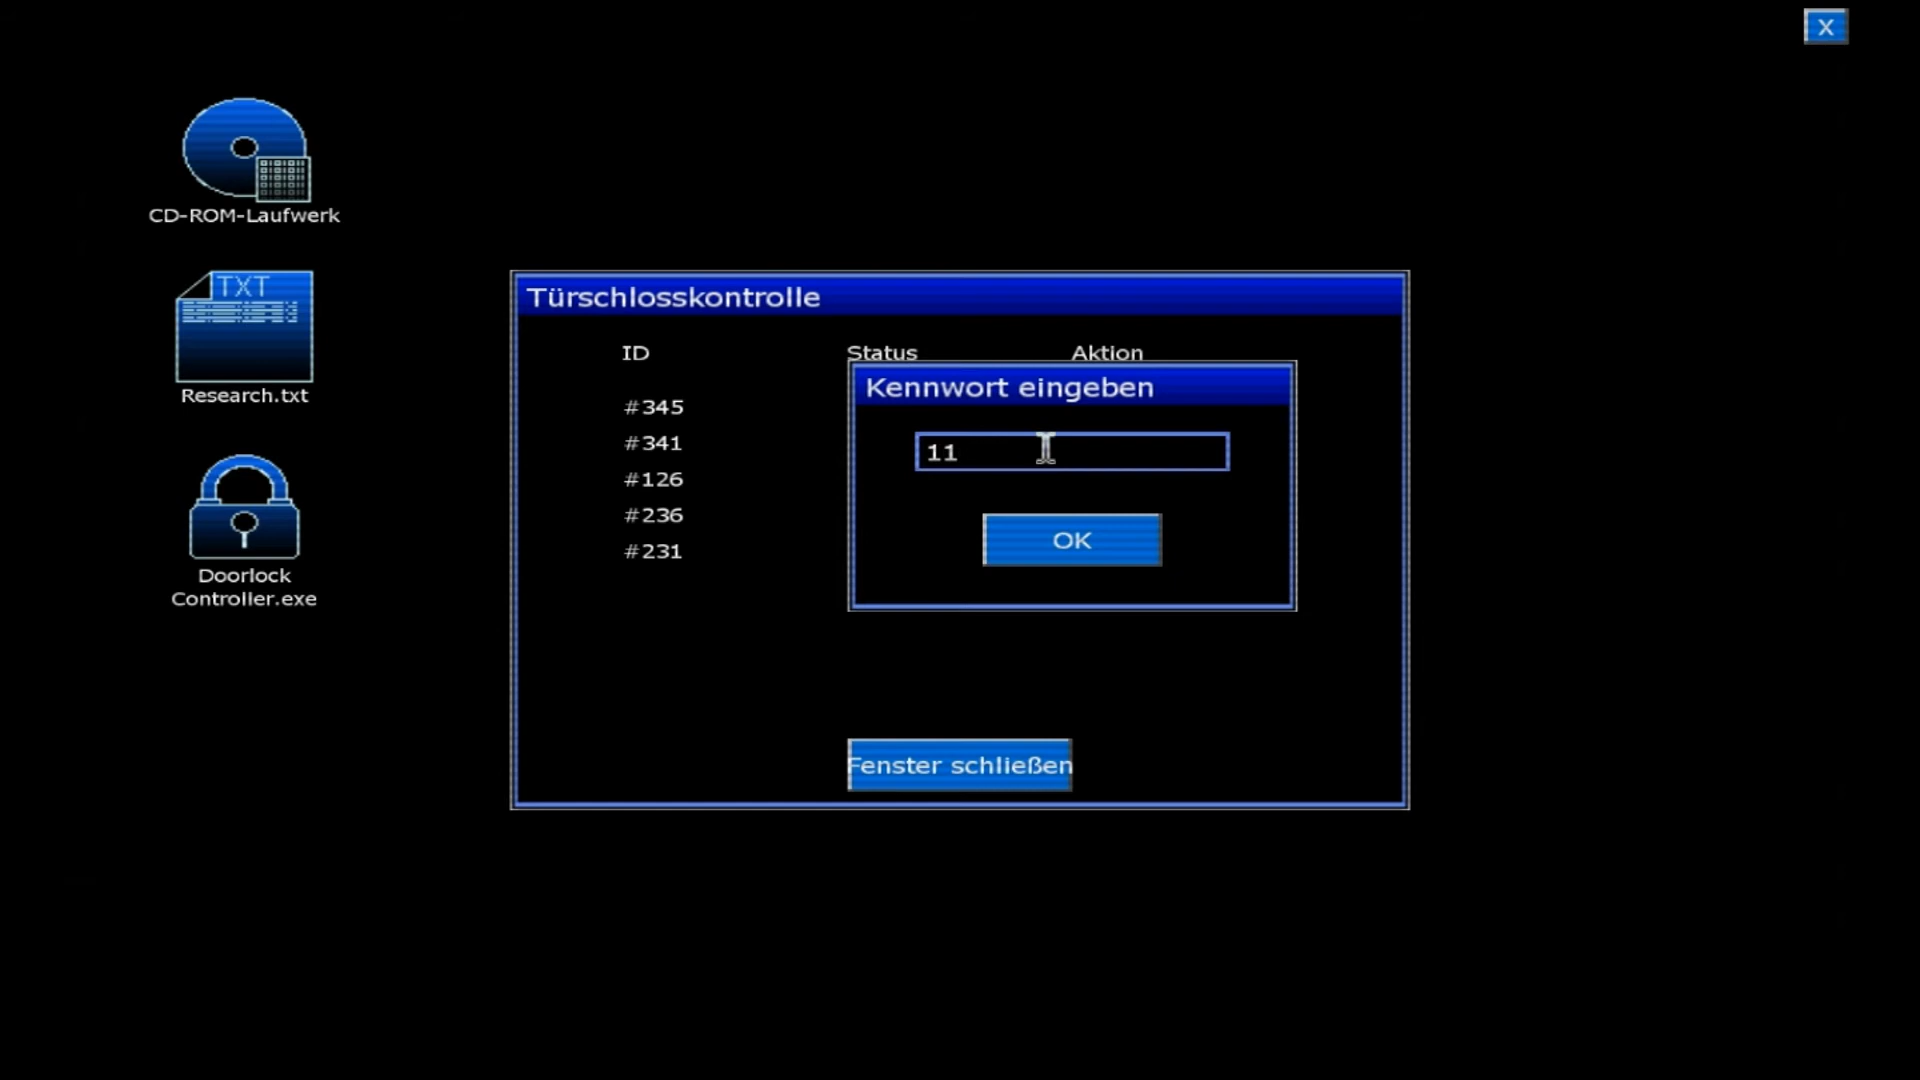 X
CD-ROM-Laufwerk
TXT
Research.txt
Doorlock
Controller.exe
Türschlosskontrolle
ID Status Aktion
#345
#341
#126
#236
#231
Kennwort eingeben
11
OK
Fenster schließen